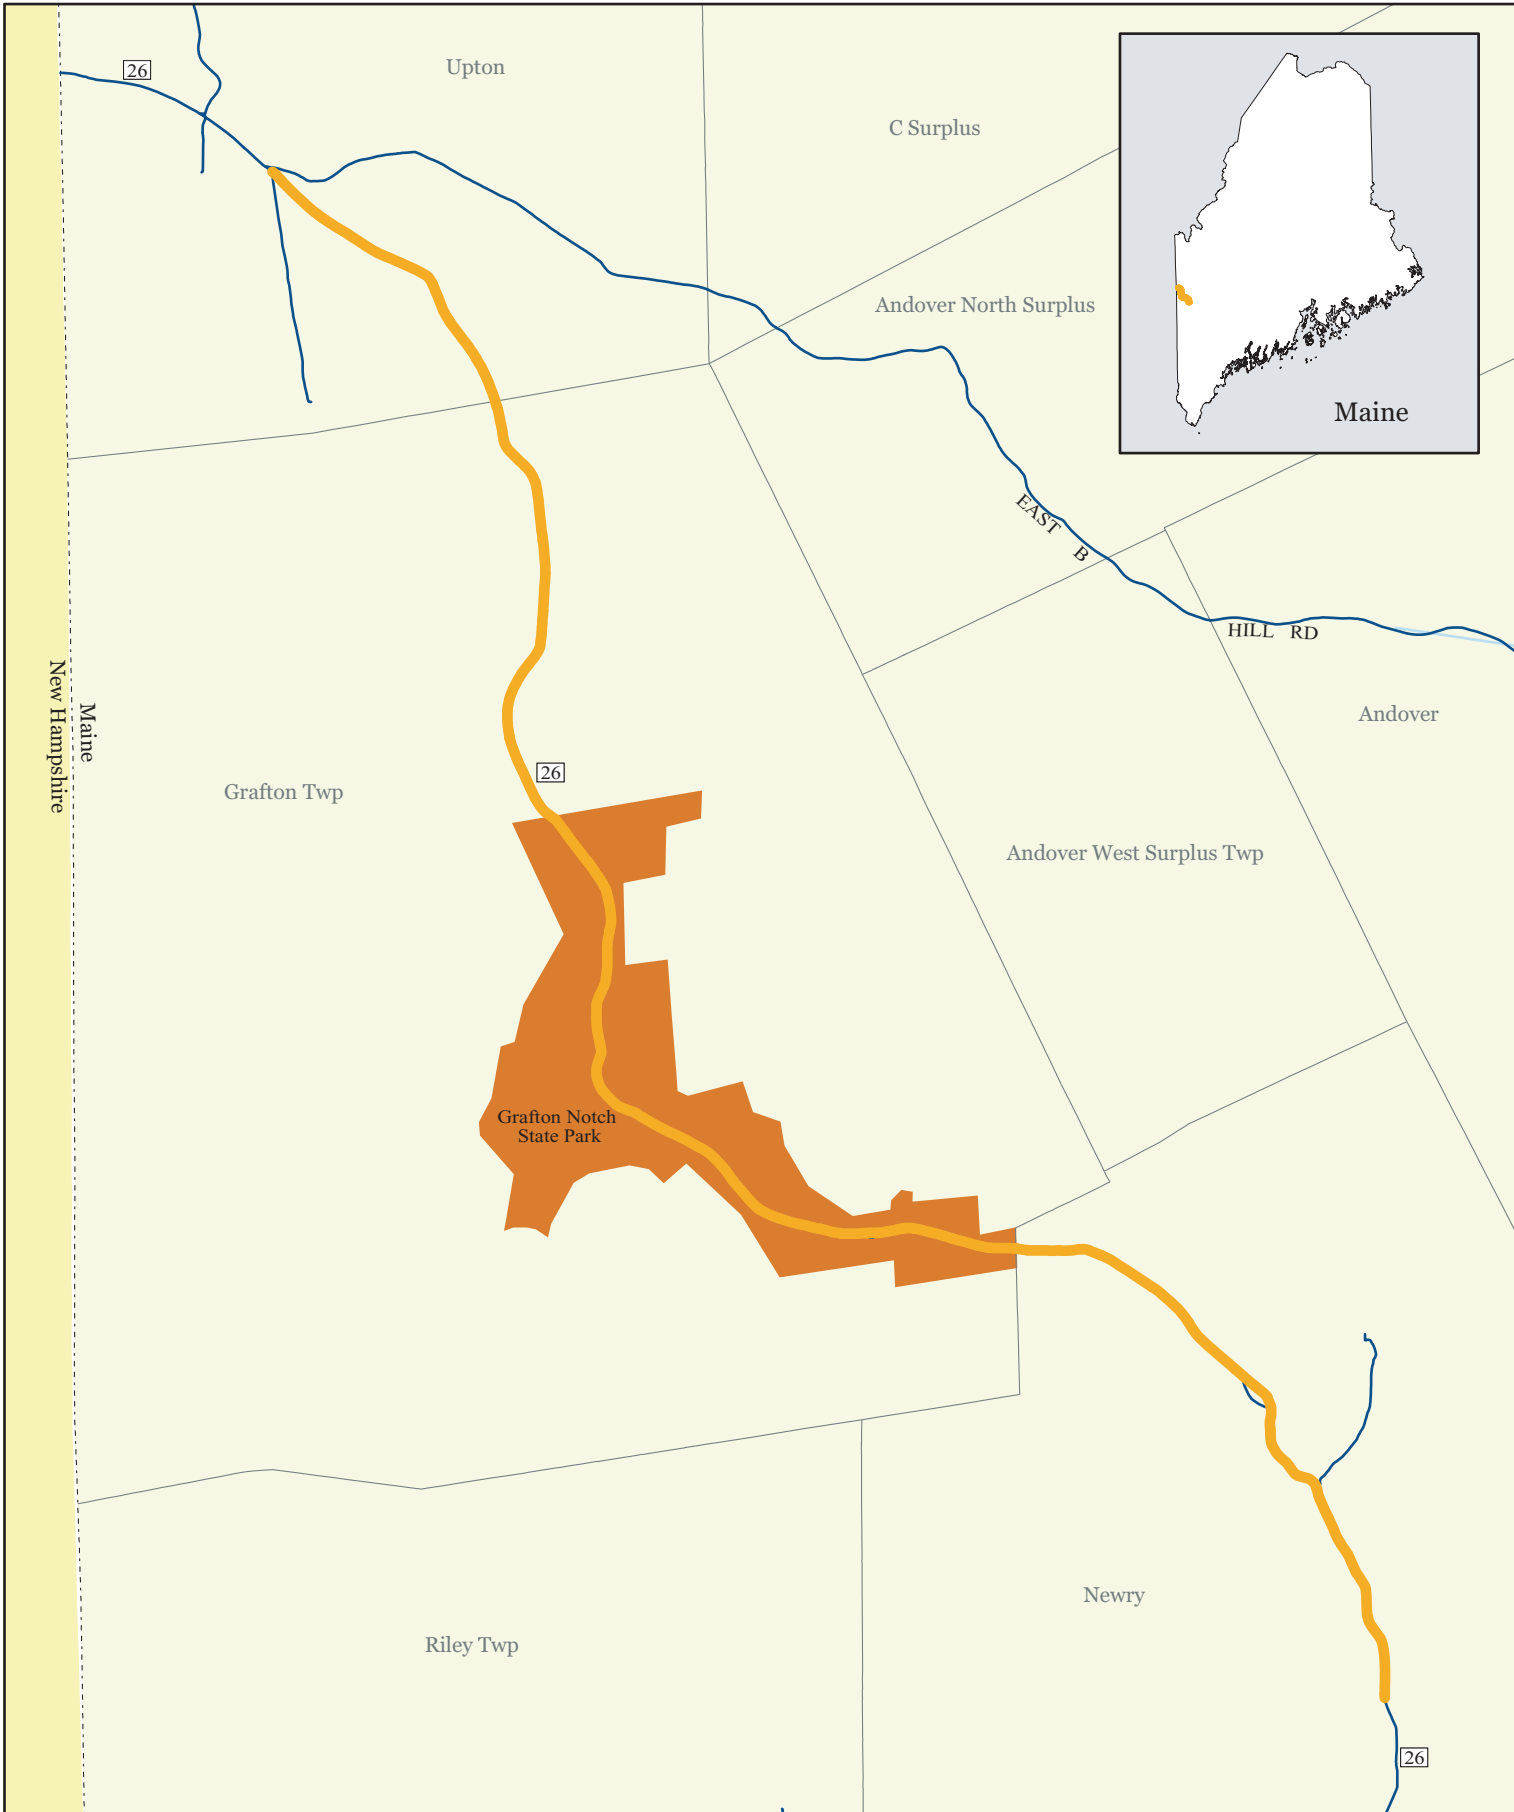 26
Upton
C Surplus
Andover North Surplus
Maine
EAST B
HILL RD
New Hampshire
Maine
Andover
26
Grafton Twp
Andover West Surplus Twp
Grafton Notch
State Park
Newry
Riley Twp
26